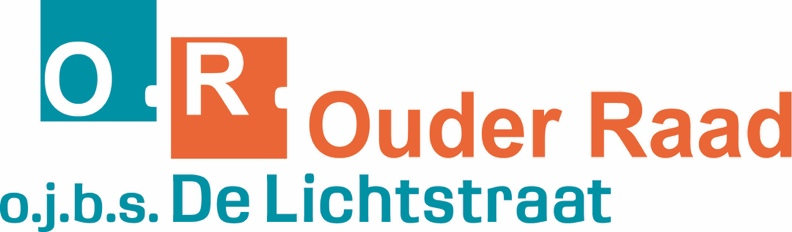 O.R.
Ouder Raad
o.j.b.s. De Lichtstraat